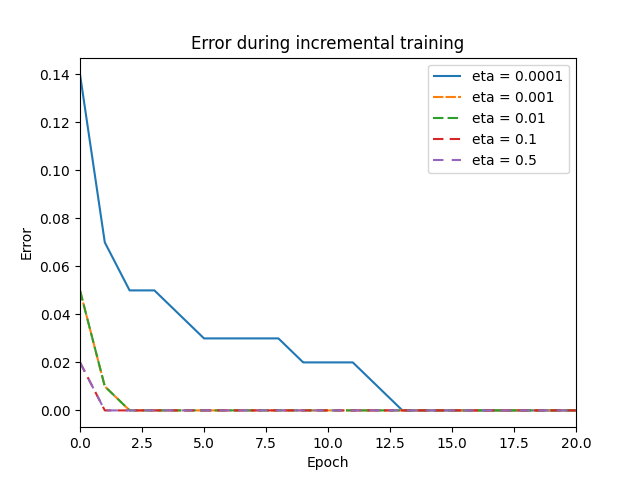 Error during incremental training
eta = 0.0001
eta = 0.001
eta = 0.01
eta = 0.1
eta = 0.5
0.14
0.12
0.10
0.08
0.06
0.04
0.02
0.00
Error
0.0 2.5 5.0 7.5 10.0 12.5 15.0 17.5 20.0
Epoch